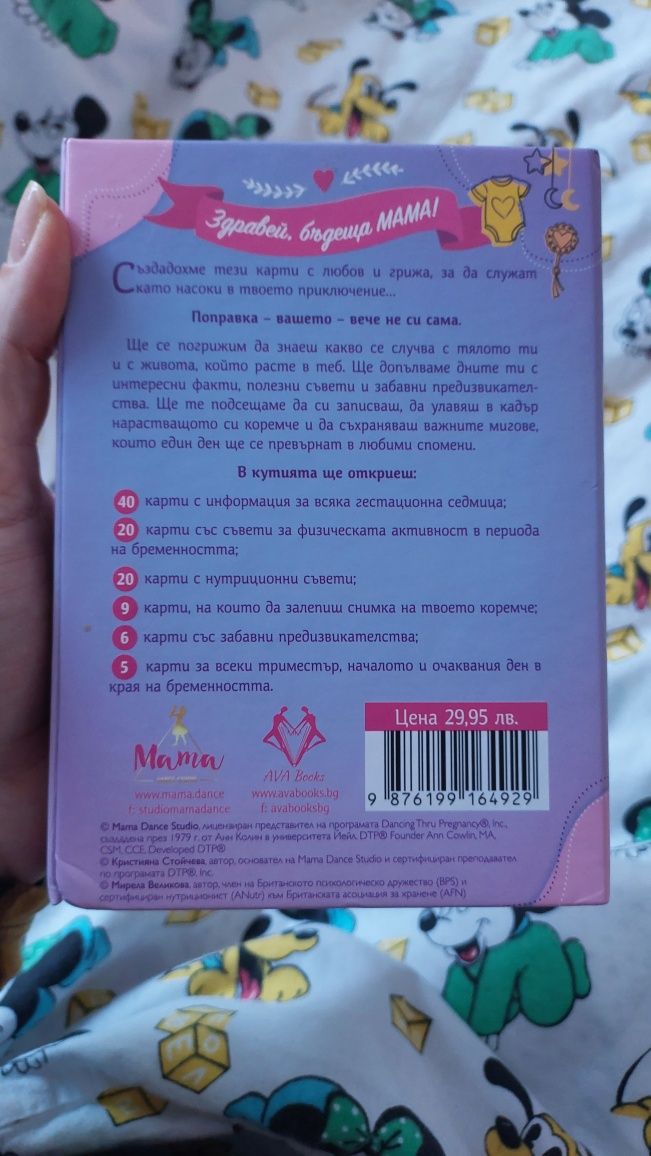 Здравей, бъдеща МАМА!
Създадохме тези карти с любов и грижа, за да служат
като насоки в твоето приключение...
Поправка – вашето – вече не си сама.
Ще се погрижим да знаеш какво се случва с тялото ти
и с живота, който расте в теб. Ще допълваме дните ти с
интересни факти, полезни съвети и забавни предизвикател-
ства. Ще те подсещаме да си записваш, да улавяш в кадър
нарастващото си коремче и да съхраняваш важните мигове,
които един ден ще се превърнат в любими спомени.
В кутията ще откриеш:
40 карти с информация за всяка гестационна седмица;
20 карти със съвети за физическата активност в периода
на бременността;
20 карти с нутриционни съвети;
9 карти, на които да залепиш снимка на твоето коремче;
6 карти със забавни предизвикателства;
5 карти за всеки триместър, началото и очаквания ден в
края на бременността.
Mama
DANCE STUDIO
www.mama.dance
f: studiomamadance
AVA Books
www.avabooks.bg
f: avabooksbg
Цена 29,95 лв.
9 876199 164929
© Mama Dance Studio, лицензиран представител на програмата Dancing Thru Pregnancy®, Inc.,
създадена през 1979 г. от Ann Колин в университета Йейл. DTP® Founder Ann Cowlin, MA,
CSM, CCE, Developed DTP®
© Кристияна Стойчева, автор, основател на Mama Dance Studio и сертифициран преподавател
по програмата DTP®, Inc.
© Мирела Великова, автор, член на Британското психологическо дружество (BPS) и
сертифициран нутриционист (ANutr) към Британската асоциация за хранене (AFN)